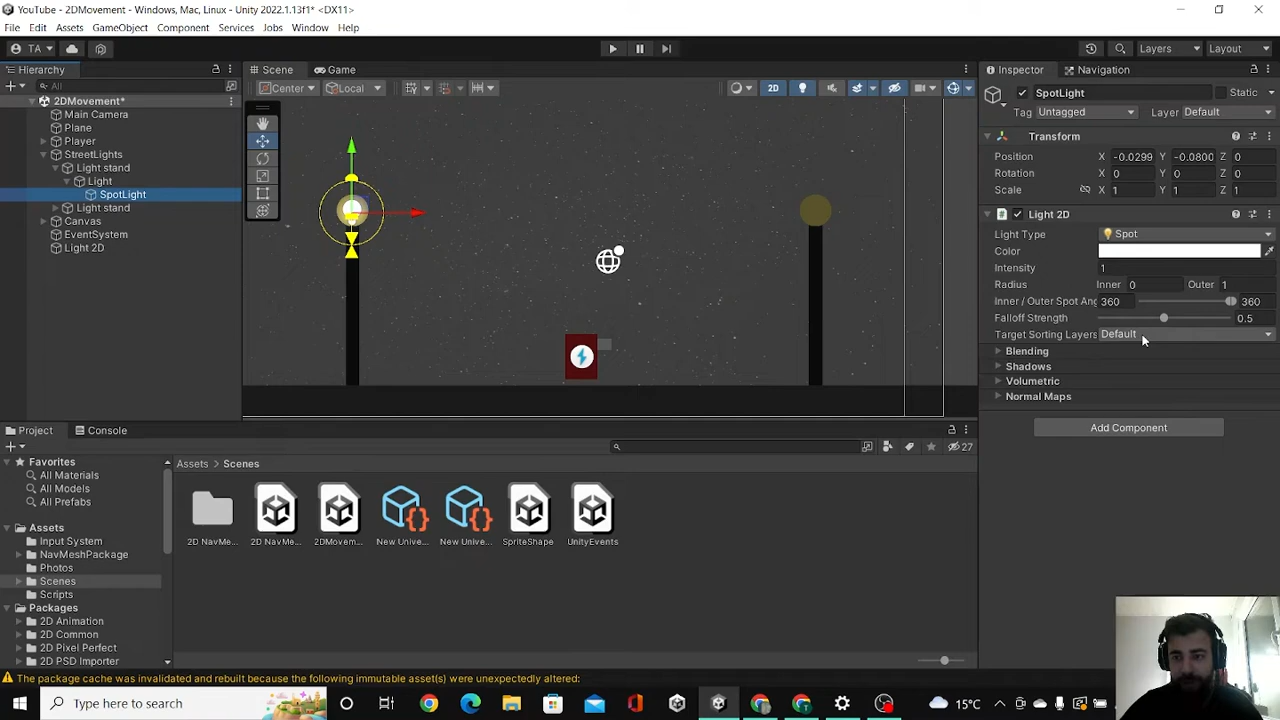 YouTube - 2DMovement - Windows, Mac, Linux - Unity 2022.1.13f1* <DX11>
File Edit Assets GameObject Component Services Jobs Window Help
TA Layers Layout
Hierarchy Scene Game Inspector Navigation
All Center Local 2D SpotLight Static
2DMovement*
Main Camera
Plane
Player
StreetLights
Light stand
Light
SpotLight
Light stand
Canvas
EventSystem
Light 2D
Tag Untagged Layer Default
Transform
Position X -0.0299 Y -0.0800 Z 0
Rotation X 0 Y 0 Z 0
Scale X 1 Y 1 Z 1
Light 2D
Light Type Spot
Color
Intensity 1
Radius Inner 0 Outer 1
Inner / Outer Spot Ang 360 360
Falloff Strength 0.5
Target Sorting Layers Default
Blending
Shadows
Volumetric
Normal Maps
Add Component
Project Console
27
Favorites
All Materials
All Models
All Prefabs
Assets
Input System
NavMeshPackage
Photos
Scenes
Scripts
Packages
2D Animation
2D Common
2D Pixel Perfect
2D PSD Importer
Assets > Scenes
2D NavMe... 2D NavMe... 2DMovem... New Unive... New Unive... SpriteShape UnityEvents
The package cache was invalidated and rebuilt because the following immutable asset(s) were unexpectedly altered:
Type here to search 15°C